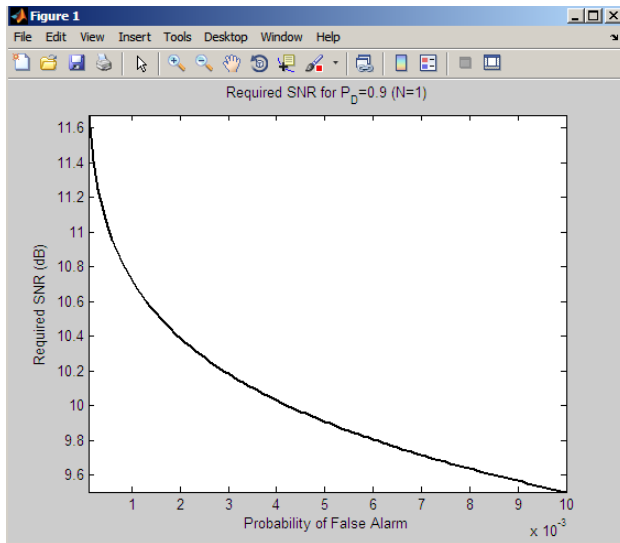 Figure 1
File Edit View Insert Tools Desktop Window Help
Required SNR for P_D=0.9 (N=1)
11.6
11.4
11.2
11
10.8
10.6
10.4
10.2
10
9.8
9.6
Required SNR (dB)
1 2 3 4 5 6 7 8 9 10
x 10^-3
Probability of False Alarm